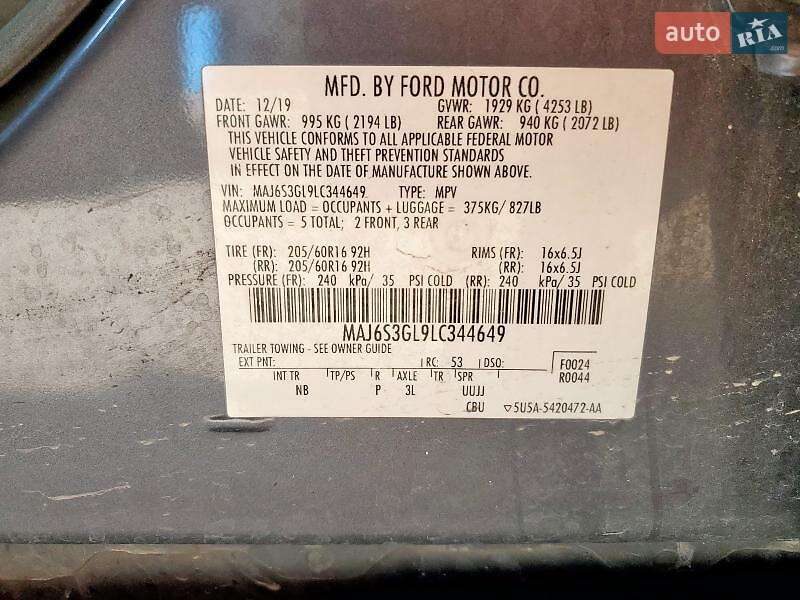 auto RIA .com
MFD. BY FORD MOTOR CO.
DATE: 12/19 GVWR: 1929 KG ( 4253 LB)
FRONT GAWR: 995 KG ( 2194 LB) REAR GAWR: 940 KG ( 2072 LB)
THIS VEHICLE CONFORMS TO ALL APPLICABLE FEDERAL MOTOR
VEHICLE SAFETY AND THEFT PREVENTION STANDARDS
IN EFFECT ON THE DATE OF MANUFACTURE SHOWN ABOVE.
VIN: MAJ6S3GL9LC344649 TYPE: MPV
MAXIMUM LOAD = OCCUPANTS + LUGGAGE = 375KG/ 827LB
OCCUPANTS = 5 TOTAL; 2 FRONT, 3 REAR
TIRE (FR): 205/60R16 92H RIMS (FR): 16x6.5J
(RR): 205/60R16 92H (RR): 16x6.5J
PRESSURE (FR): 240 kPa/ 35 PSI COLD (RR): 240 kPa/ 35 PSI COLD
MAJ6S3GL9LC344649
TRAILER TOWING - SEE OWNER GUIDE
EXT PNT: RC: 53 DSO: F0024
R0044
INT TR TP/PS R AXLE TR SPR
NB P 3L UUJJ
CBU ▽5U5A-5420472-AA